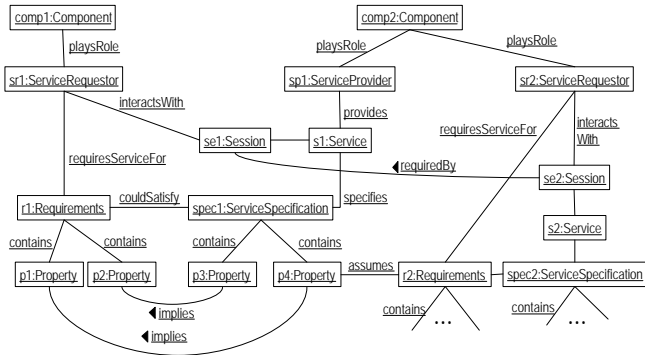 comp1:Component
comp2:Component
playsRole
playsRole
playsRole
sr1:ServiceRequestor
sp1:ServiceProvider
sr2:ServiceRequestor
interactsWith
provides
requiresServiceFor
interacts
With
se1:Session
s1:Service
requiresServiceFor
requiredBy
se2:Session
couldSatisfy
specifies
r1:Requirements
spec1:ServiceSpecification
s2:Service
contains
contains
contains
contains
assumes
p1:Property
p2:Property
p3:Property
p4:Property
r2:Requirements
spec2:ServiceSpecification
implies
contains
...
contains
...
implies